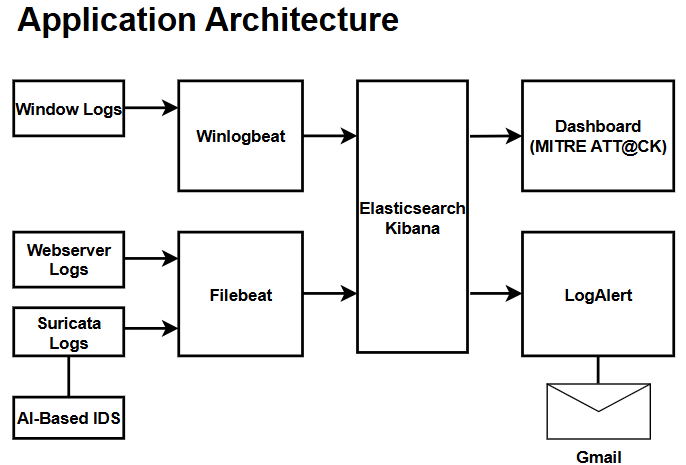 Application Architecture
Window Logs
Winlogbeat
Webserver
Logs
Suricata
Logs
AI-Based IDS
Filebeat
Elasticsearch
Kibana
Dashboard
(MITRE ATT@CK)
LogAlert
Gmail